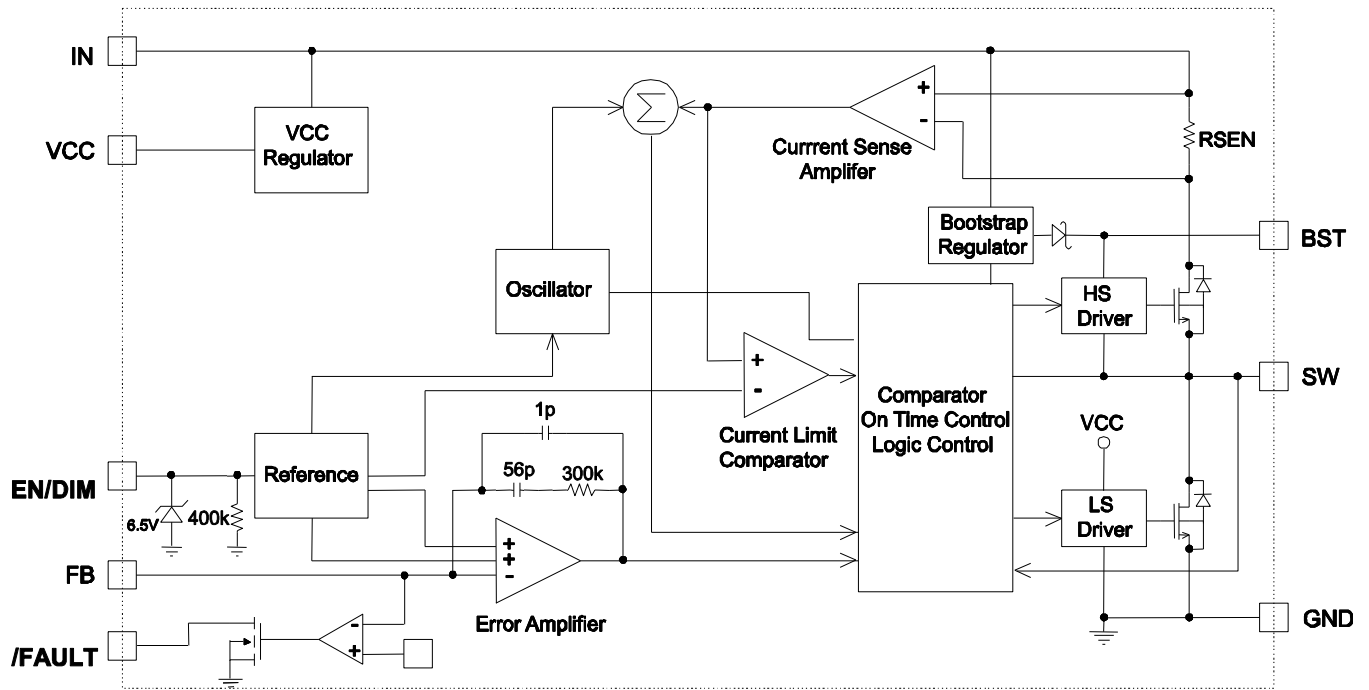 IN
VCC
VCC
Regulator
Σ
+
-
Currrent Sense
Amplifer
RSEN
Bootstrap
Regulator
BST
Oscillator
HS
Driver
+
-
Current Limit
Comparator
Comparator
On TIme Control
Logic Control
SW
VCC
1p
56p
300k
Reference
EN/DIM
6.5V
400k
LS
Driver
FB
+
+
-
Error Amplifier
GND
/FAULT
-
+